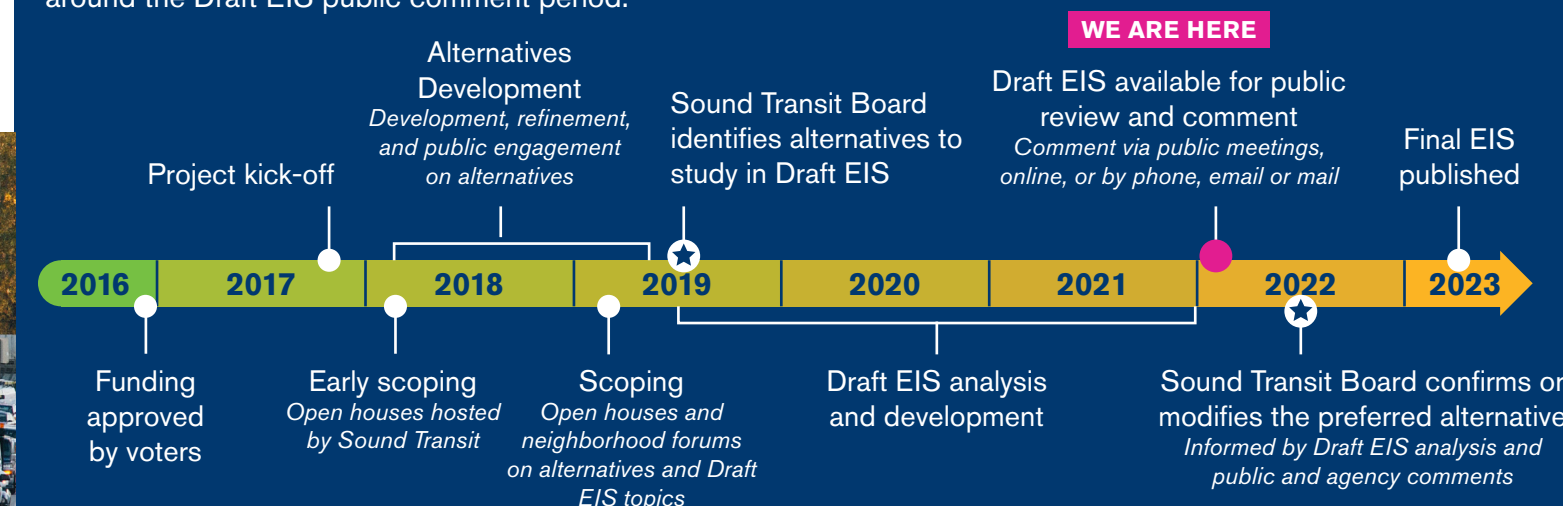 around the Draft EIS public comment period.
WE ARE HERE
Alternatives
Development
Development, refinement,
and public engagement
on alternatives
Project kick-off
Sound Transit Board
identifies alternatives to
study in Draft EIS
Draft EIS available for public
review and comment
Comment via public meetings,
online, or by phone, email or mail
Final EIS
published
2016
2017
2018
2019
2020
2021
2022
2023
Funding
approved
by voters
Early scoping
Open houses hosted
by Sound Transit
Scoping
Open houses and
neighborhood forums
on alternatives and Draft
EIS topics
Draft EIS analysis
and development
Sound Transit Board confirms or
modifies the preferred alternative
Informed by Draft EIS analysis and
public and agency comments